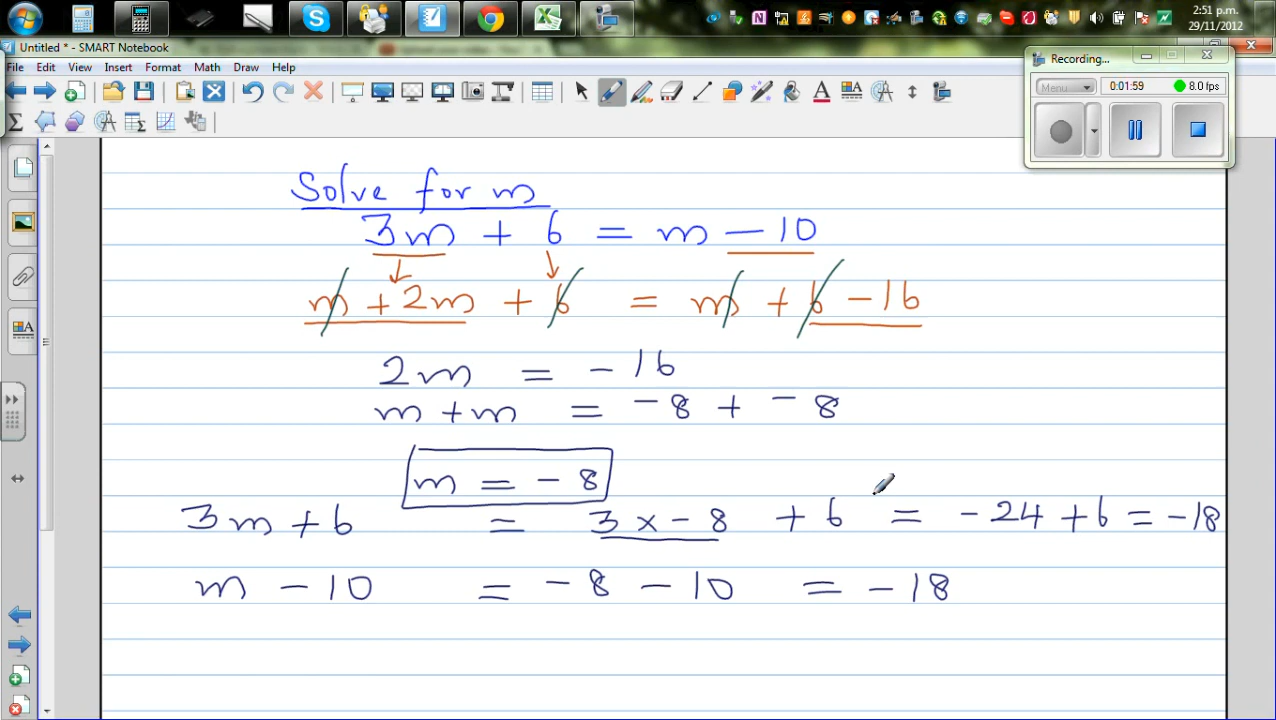 2:51 p.m.
29/11/2012
Untitled * - SMART Notebook
File Edit View Insert Format Math Draw Help
Recording...
Menu 0:01:59 8.0 fps
Solve for m
3m + 6 = m - 10
m + 2m + 6 = m + 6 - 16
2m = - 16
m + m = -8 + -8
m = - 8
3m + 6 = 3 x - 8 + 6 = - 24 + 6 = - 18
m - 10 = - 8 - 10 = - 18